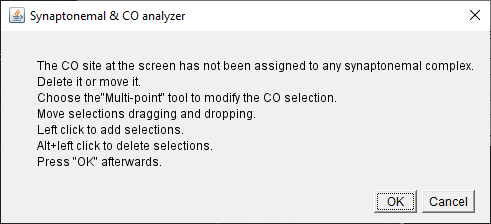 Synaptonemal & CO analyzer
The CO site at the screen has not been assigned to any synaptonemal complex.
Delete it or move it.
Choose the"Multi-point" tool to modify the CO selection.
Move selections dragging and dropping.
Left click to add selections.
Alt+left click to delete selections.
Press "OK" afterwards.
OK Cancel